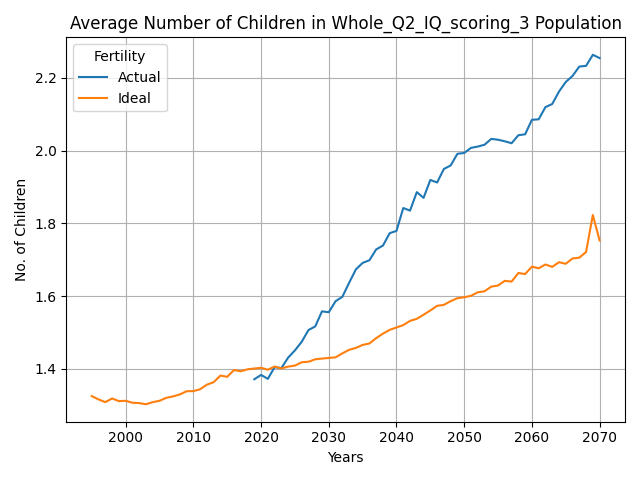 Average Number of Children in Whole_Q2_IQ_scoring_3 Population
Fertility
Actual
Ideal
2.2
2.0
1.8
1.6
1.4
No. of Children
2000 2010 2020 2030 2040 2050 2060 2070
Years